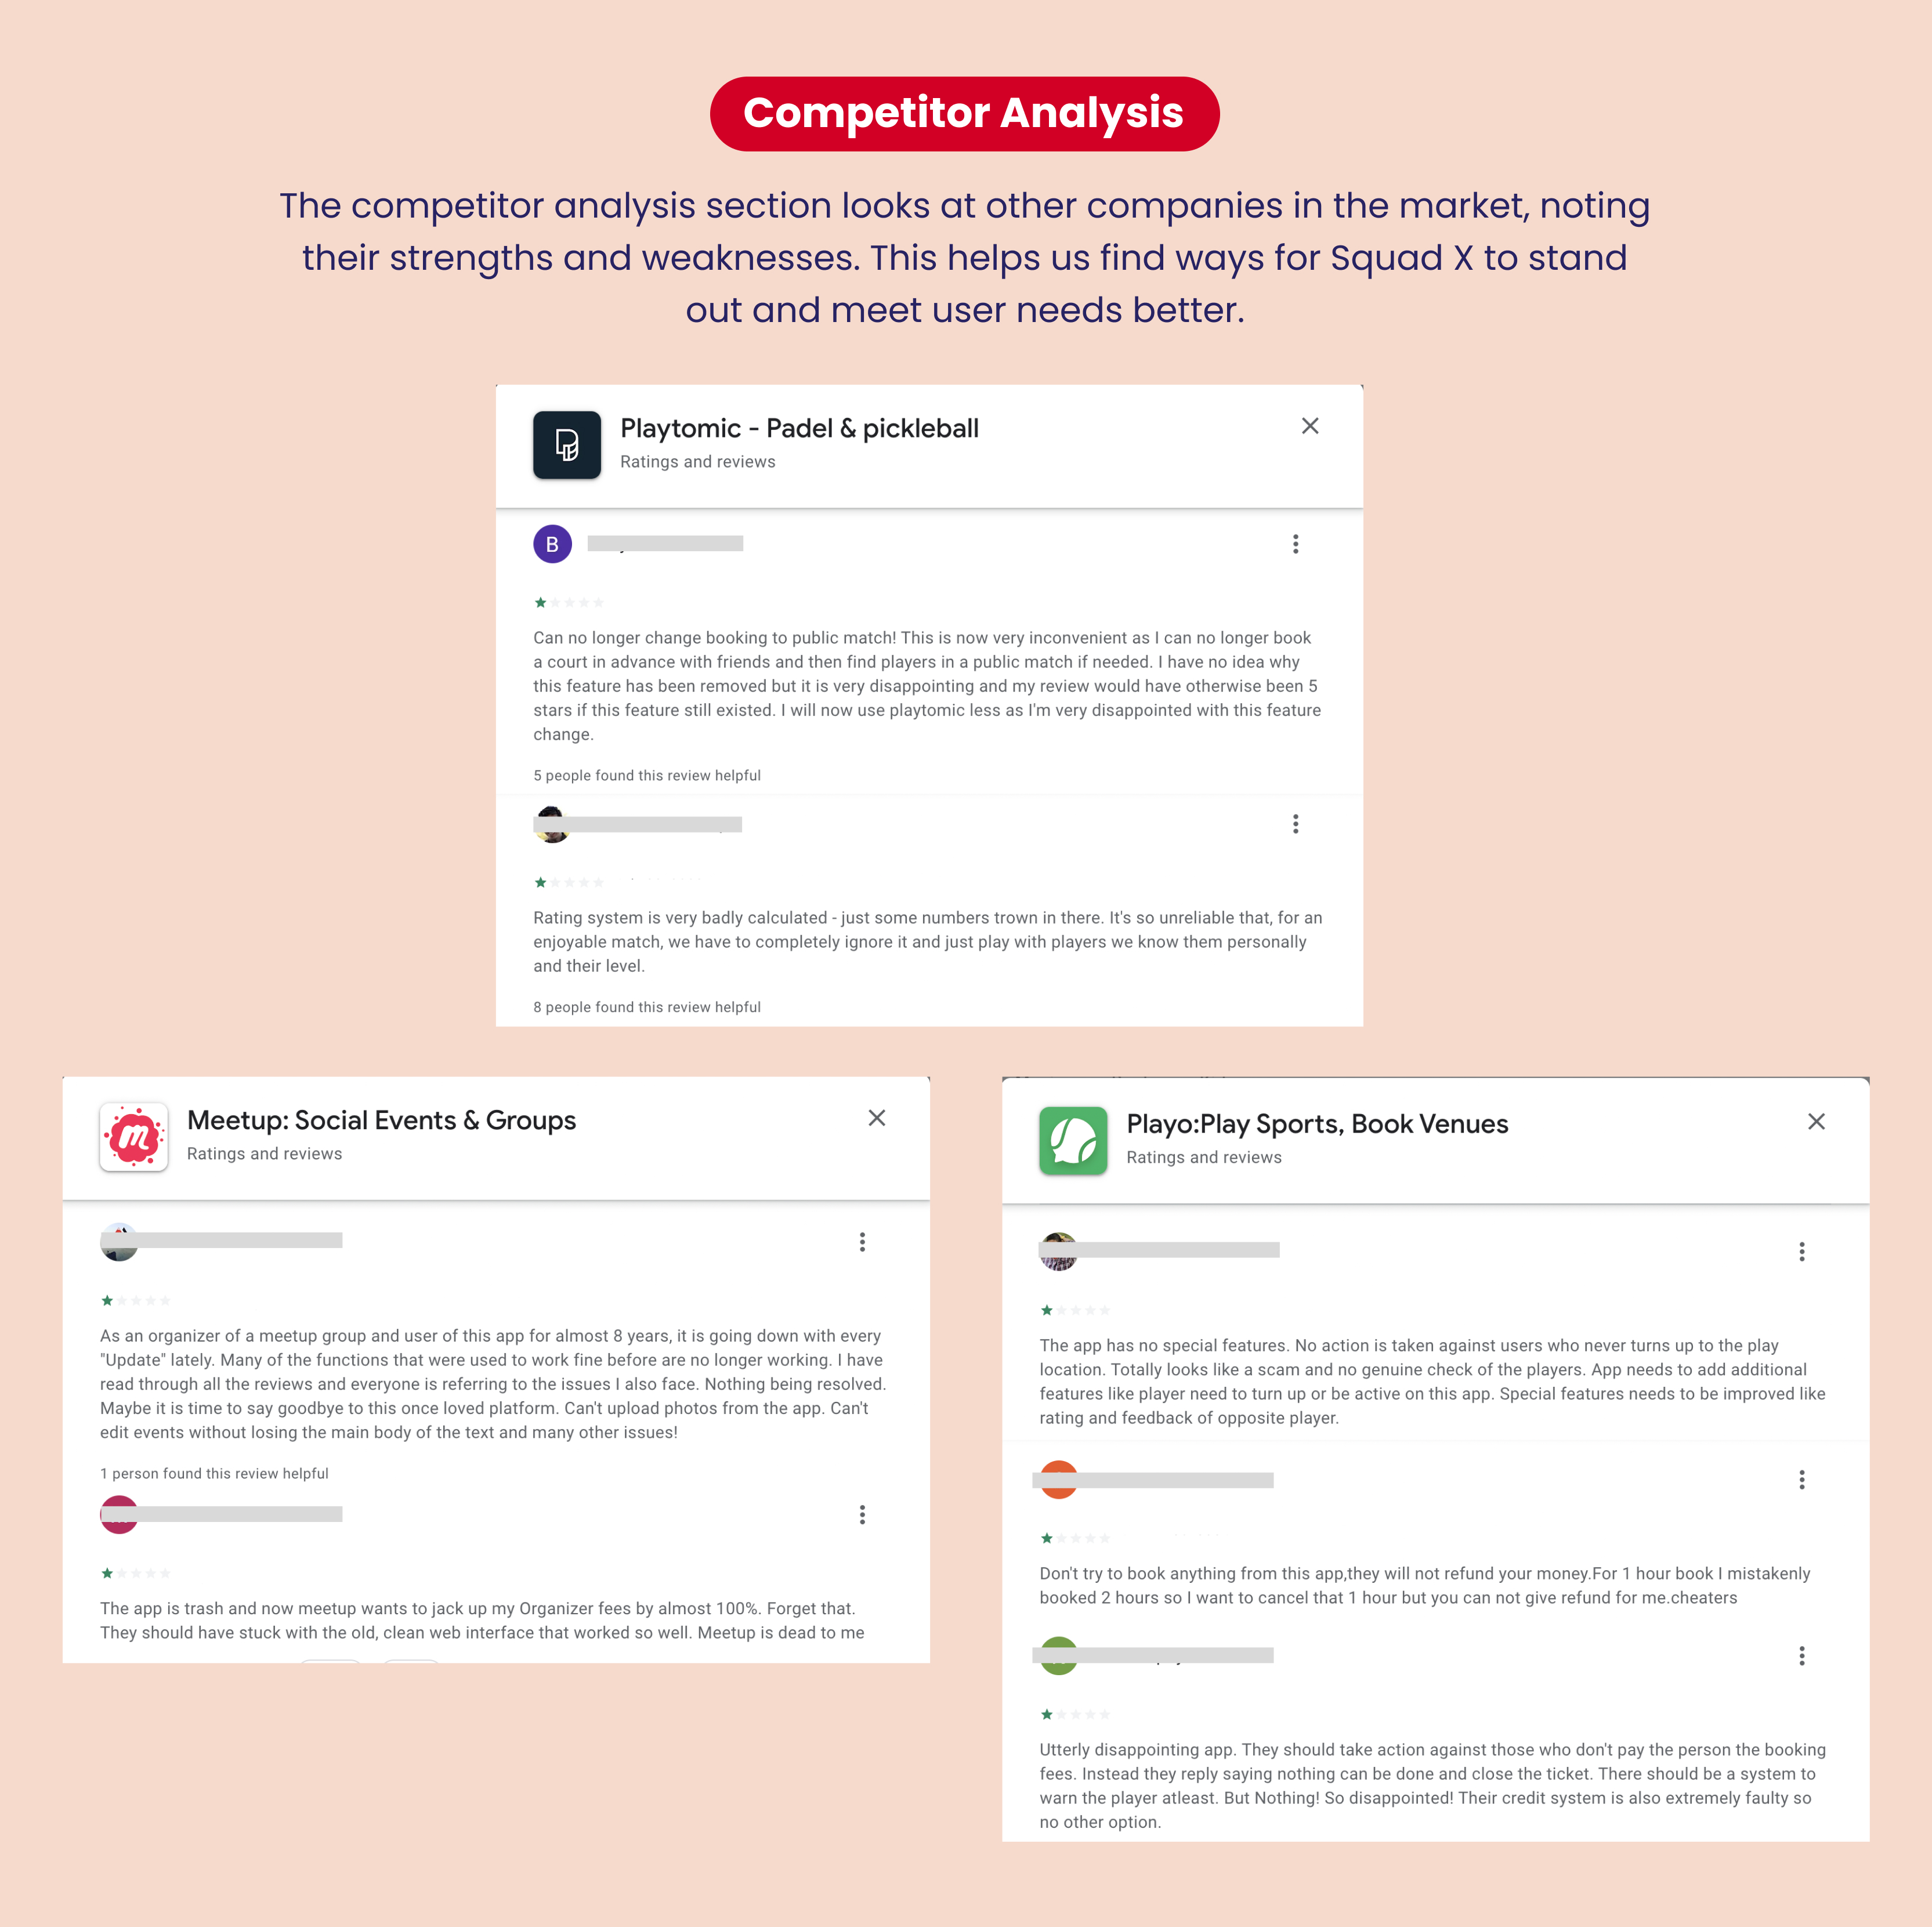 Competitor Analysis
The competitor analysis section looks at other companies in the market, noting
their strengths and weaknesses. This helps us find ways for Squad X to stand
out and meet user needs better.
Playtomic - Padel & pickleball
Ratings and reviews
B
Can no longer change booking to public match! This is now very inconvenient as I can no longer book
a court in advance with friends and then find players in a public match if needed. I have no idea why
this feature has been removed but it is very disappointing and my review would have otherwise been 5
stars if this feature still existed. I will now use playtomic less as I'm very disappointed with this feature
change.
5 people found this review helpful
Rating system is very badly calculated - just some numbers trown in there. It's so unreliable that, for an
enjoyable match, we have to completely ignore it and just play with players we know them personally
and their level.
8 people found this review helpful
m
Meetup: Social Events & Groups
Ratings and reviews
As an organizer of a meetup group and user of this app for almost 8 years, it is going down with every
"Update" lately. Many of the functions that were used to work fine before are no longer working. I have
read through all the reviews and everyone is referring to the issues I also face. Nothing being resolved.
Maybe it is time to say goodbye to this once loved platform. Can't upload photos from the app. Can't
edit events without losing the main body of the text and many other issues!
1 person found this review helpful
The app is trash and now meetup wants to jack up my Organizer fees by almost 100%. Forget that.
They should have stuck with the old, clean web interface that worked so well. Meetup is dead to me
Playo:Play Sports, Book Venues
Ratings and reviews
The app has no special features. No action is taken against users who never turns up to the play
location. Totally looks like a scam and no genuine check of the players. App needs to add additional
features like player need to turn up or be active on this app. Special features needs to be improved like
rating and feedback of opposite player.
Don't try to book anything from this app,they will not refund your money.For 1 hour book I mistakenly
booked 2 hours so I want to cancel that 1 hour but you can not give refund for me.cheaters
Utterly disappointing app. They should take action against those who don't pay the person the booking
fees. Instead they reply saying nothing can be done and close the ticket. There should be a system to
warn the player atleast. But Nothing! So disappointed! Their credit system is also extremely faulty so
no other option.